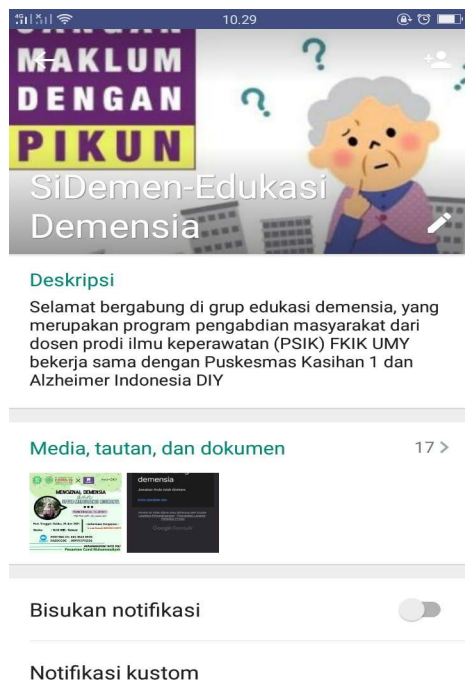 10.29
MAKLUM
DENGAN
PIKUN
SiDemen-Edukasi
Demensia
Deskripsi
Selamat bergabung di grup edukasi demensia, yang
merupakan program pengabdian masyarakat dari
dosen prodi ilmu keperawatan (PSIK) FKIK UMY
bekerja sama dengan Puskesmas Kasihan 1 dan
Alzheimer Indonesia DIY
Media, tautan, dan dokumen
17 >
MENGENAL DEMENSIA
demensia
Bisukan notifikasi
Notifikasi kustom